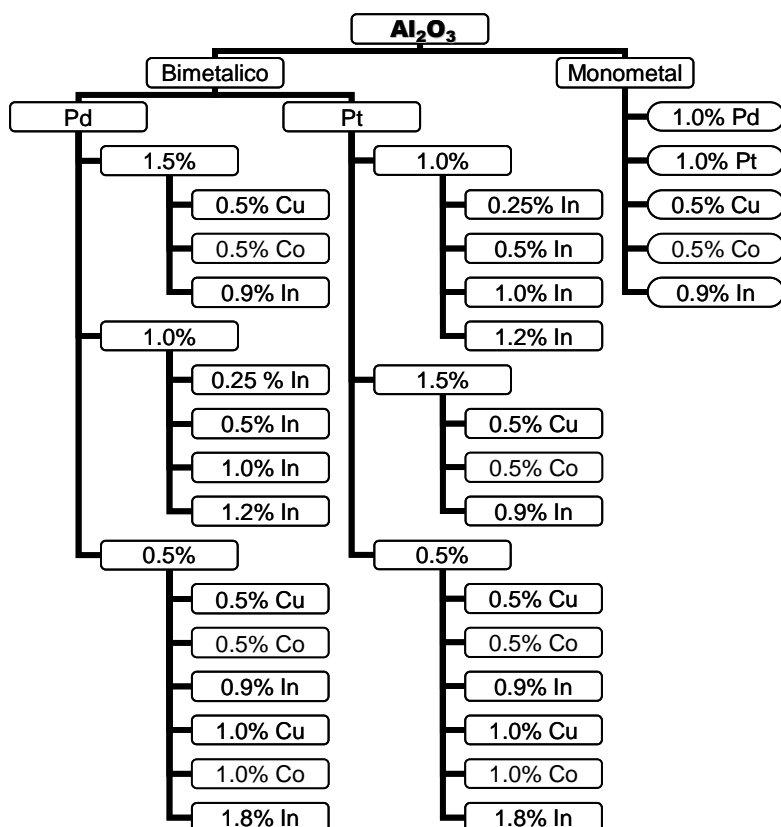 Al₂O₃
Bimetalico
Monometal
Pd
1.5%
0.5% Cu
0.5% Co
0.9% In
1.0%
0.25 % In
0.5% In
1.0% In
1.2% In
0.5%
0.5% Cu
0.5% Co
0.9% In
1.0% Cu
1.0% Co
1.8% In
Pt
1.0%
0.25% In
0.5% In
1.0% In
1.2% In
1.5%
0.5% Cu
0.5% Co
0.9% In
0.5%
0.5% Cu
0.5% Co
0.9% In
1.0% Cu
1.0% Co
1.8% In
1.0% Pd
1.0% Pt
0.5% Cu
0.5% Co
0.9% In